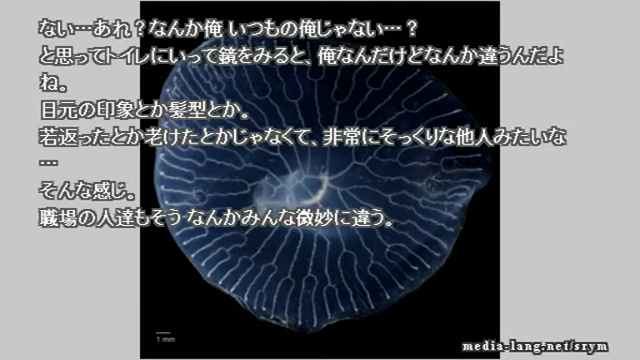 ない…あれ？なんか俺 いつもの俺じゃない…？
と思ってトイレにいって鏡をみると、俺なんだけどなんか違うんだよ
ね。
目元の印象とか髪型とか。
若返ったとか老けたとかじゃなくて、非常にそっくりな他人みたいな
…
そんな感じ。
職場の人達もそう なんかみんな微妙に違う。
1 mm
media-lang.net/srym